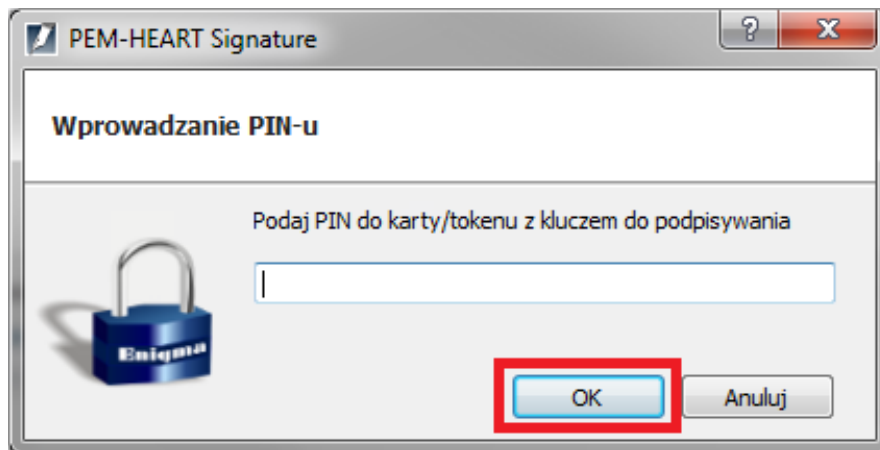 PEM-HEART Signature
Wprowadzanie PIN-u
Podaj PIN do karty/tokenu z kluczem do podpisywania
Enigma
OK
Anuluj